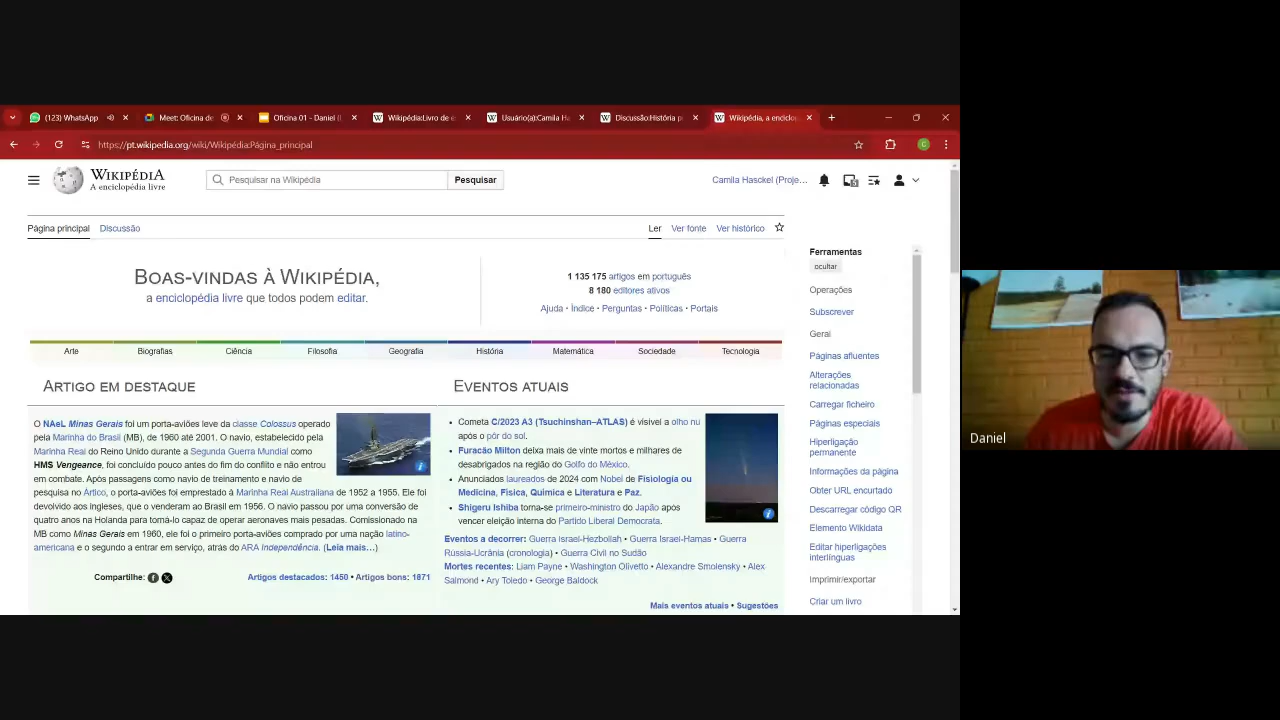 (123) WhatsApp
Meet: Oficina de
Oficina 01 - Daniel (
Wikipédia:Livro de e
Usuário(a):Camila Ha
Discussão:História p
Wikipédia, a enciclo
https://pt.wikipedia.org/wiki/Wikipédia:Página_principal
WIKIPÉDIA
A enciclopédia livre
Pesquisar na Wikipédia
Pesquisar
Camila Hasckel (Proje...
Página principal
Discussão
Ler
Ver fonte
Ver histórico
BOAS-VINDAS À WIKIPÉDIA,
a enciclopédia livre que todos podem editar.
1 135 175 artigos em português
8 180 editores ativos
Ajuda • Índice • Perguntas • Políticas • Portais
Arte
Biografias
Ciência
Filosofia
Geografia
História
Matemática
Sociedade
Tecnologia
ARTIGO EM DESTAQUE
O NAeL Minas Gerais foi um porta-aviões leve da classe Colossus operado
pela Marinha do Brasil (MB), de 1960 até 2001. O navio, estabelecido pela
Marinha Real do Reino Unido durante a Segunda Guerra Mundial como
HMS Vengeance, foi concluído pouco antes do fim do conflito e não entrou
em combate. Após passagens como navio de treinamento e navio de
pesquisa no Ártico, o porta-aviões foi emprestado à Marinha Real Australiana de 1952 a 1955. Ele foi
devolvido aos ingleses, que o venderam ao Brasil em 1956. O navio passou por uma conversão de
quatro anos na Holanda para torná-lo capaz de operar aeronaves mais pesadas. Comissionado na
MB como Minas Gerais em 1960, ele foi o primeiro porta-aviões comprado por uma nação latino-
americana e o segundo a entrar em serviço, atrás do ARA Independência. (Leia mais...)
Compartilhe:
Artigos destacados: 1450 • Artigos bons: 1871
EVENTOS ATUAIS
• Cometa C/2023 A3 (Tsuchinshan–ATLAS) é visível a olho nu
após o pôr do sol.
• Furacão Milton deixa mais de vinte mortos e milhares de
desabrigados na região do Golfo do México.
• Anunciados laureados de 2024 com Nobel de Fisiologia ou
Medicina, Física, Química e Literatura e Paz.
• Shigeru Ishiba torna-se primeiro-ministro do Japão após
vencer eleição interna do Partido Liberal Democrata.
Eventos a decorrer: Guerra Israel-Hezbollah • Guerra Israel-Hamas • Guerra
Rússia-Ucrânia (cronologia) • Guerra Civil no Sudão
Mortes recentes: Liam Payne • Washington Olivetto • Alexandre Smolensky • Alex
Salmond • Ary Toledo • George Baldock
Mais eventos atuais • Sugestões
Ferramentas
ocultar
Operações
Subscrever
Geral
Páginas afluentes
Alterações
relacionadas
Carregar ficheiro
Páginas especiais
Hiperligação
permanente
Informações da página
Obter URL encurtado
Descarregar código QR
Elemento Wikidata
Editar hiperligações
interlínguas
Imprimir/exportar
Criar um livro
Daniel